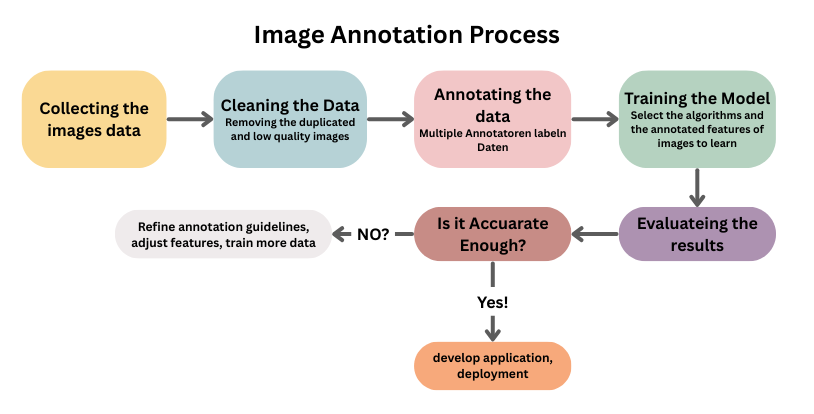 Image Annotation Process
Collecting the
images data
Cleaning the Data
Removing the duplicated
and low quality images
Annotating the
data
Multiple Annotatoren labeln
Daten
Training the Model
Select the algorithms and
the annotated features of
images to learn
Evaluateing the
results
Is it Accuarate
Enough?
NO?
Refine annotation guidelines,
adjust features, train more data
Yes!
develop application,
deployment